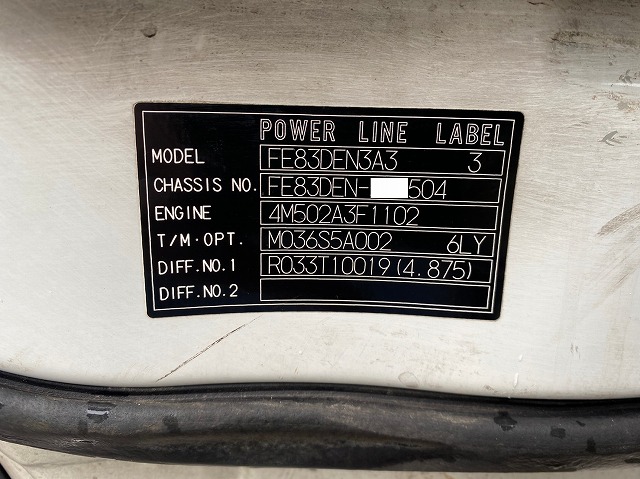 POWER LINE LABEL
MODEL FE83DEN3A3 3
CHASSIS NO. FE83DEN- 504
ENGINE 4M502A3F1102
T/M·OPT. M036S5A002 6LY
DIFF.NO.1 R033T10019(4.875)
DIFF.NO.2